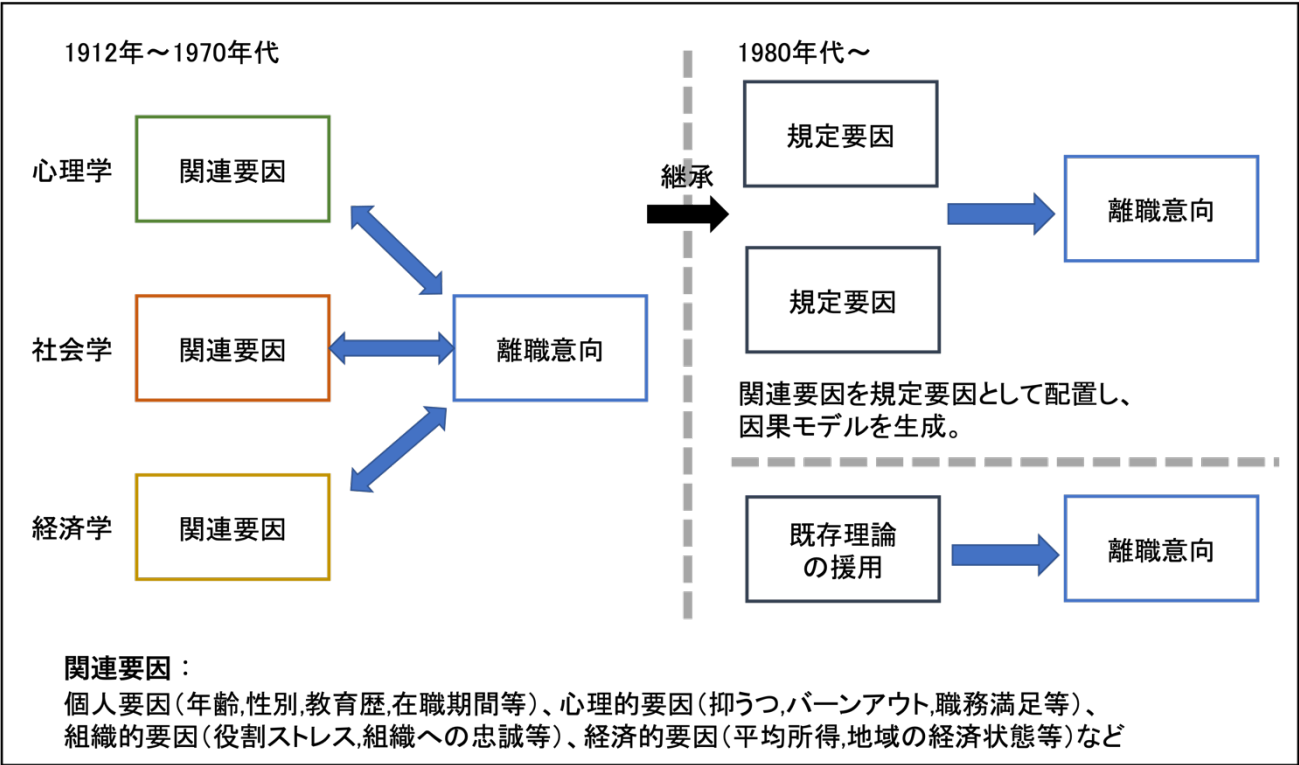 1912年～1970年代
心理学
関連要因
社会学
関連要因
離職意向
経済学
関連要因
継承
1980年代～
規定要因
離職意向
規定要因
関連要因を規定要因として配置し、
因果モデルを生成。
既存理論
の援用
離職意向
関連要因：
個人要因（年齢,性別,教育歴,在職期間等）、心理的要因（抑うつ,バーンアウト,職務満足等）、
組織的要因（役割ストレス,組織への忠誠等）、経済的要因（平均所得,地域の経済状態等）など